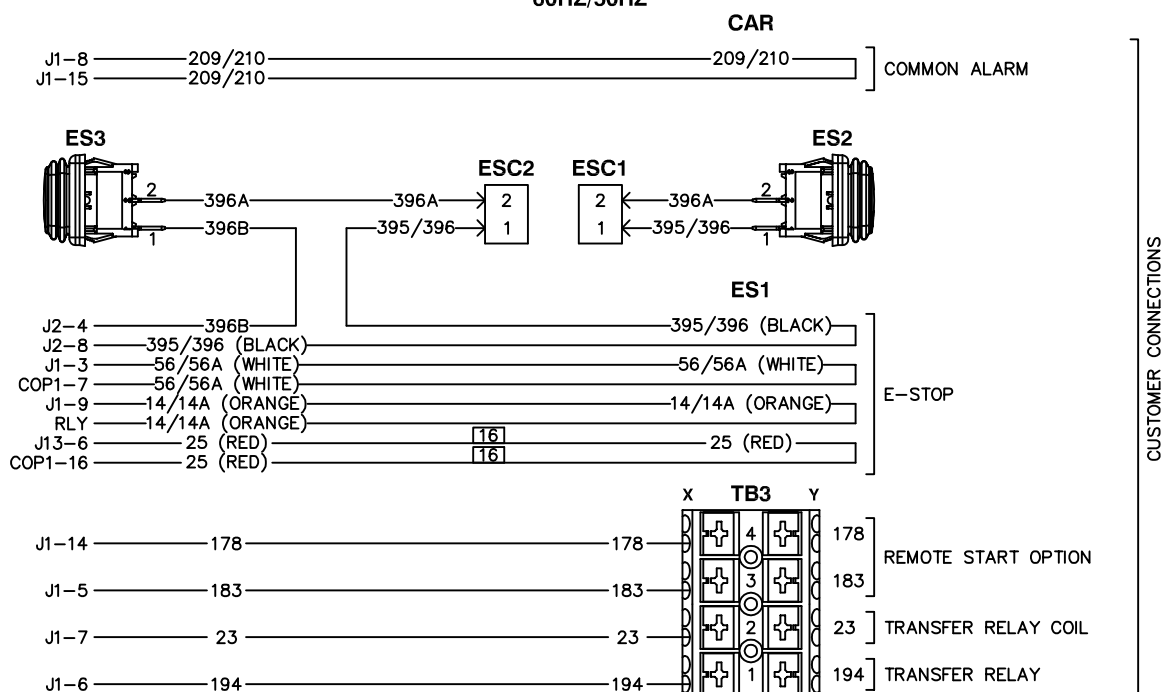 60HZ/50HZ
CAR
J1-8 209/210 209/210
J1-15 209/210
COMMON ALARM
ES3 ES2
ESC2 ESC1
2 396A 396A 2 2 396A 2
1 396B 395/396 1 1 395/396 1
ES1
J2-4 396B 395/396 (BLACK)
J2-8 395/396 (BLACK)
J1-3 56/56A (WHITE) 56/56A (WHITE)
COP1-7 56/56A (WHITE)
E-STOP
J1-9 14/14A (ORANGE) 14/14A (ORANGE)
RLY 14/14A (ORANGE)
J13-6 25 (RED) 16 25 (RED)
COP1-16 25 (RED) 16
X TB3 Y
J1-14 178 178 4 178
REMOTE START OPTION
J1-5 183 183 3 183
J1-7 23 23 2 23 TRANSFER RELAY COIL
J1-6 194 194 1 194 TRANSFER RELAY
CUSTOMER CONNECTIONS